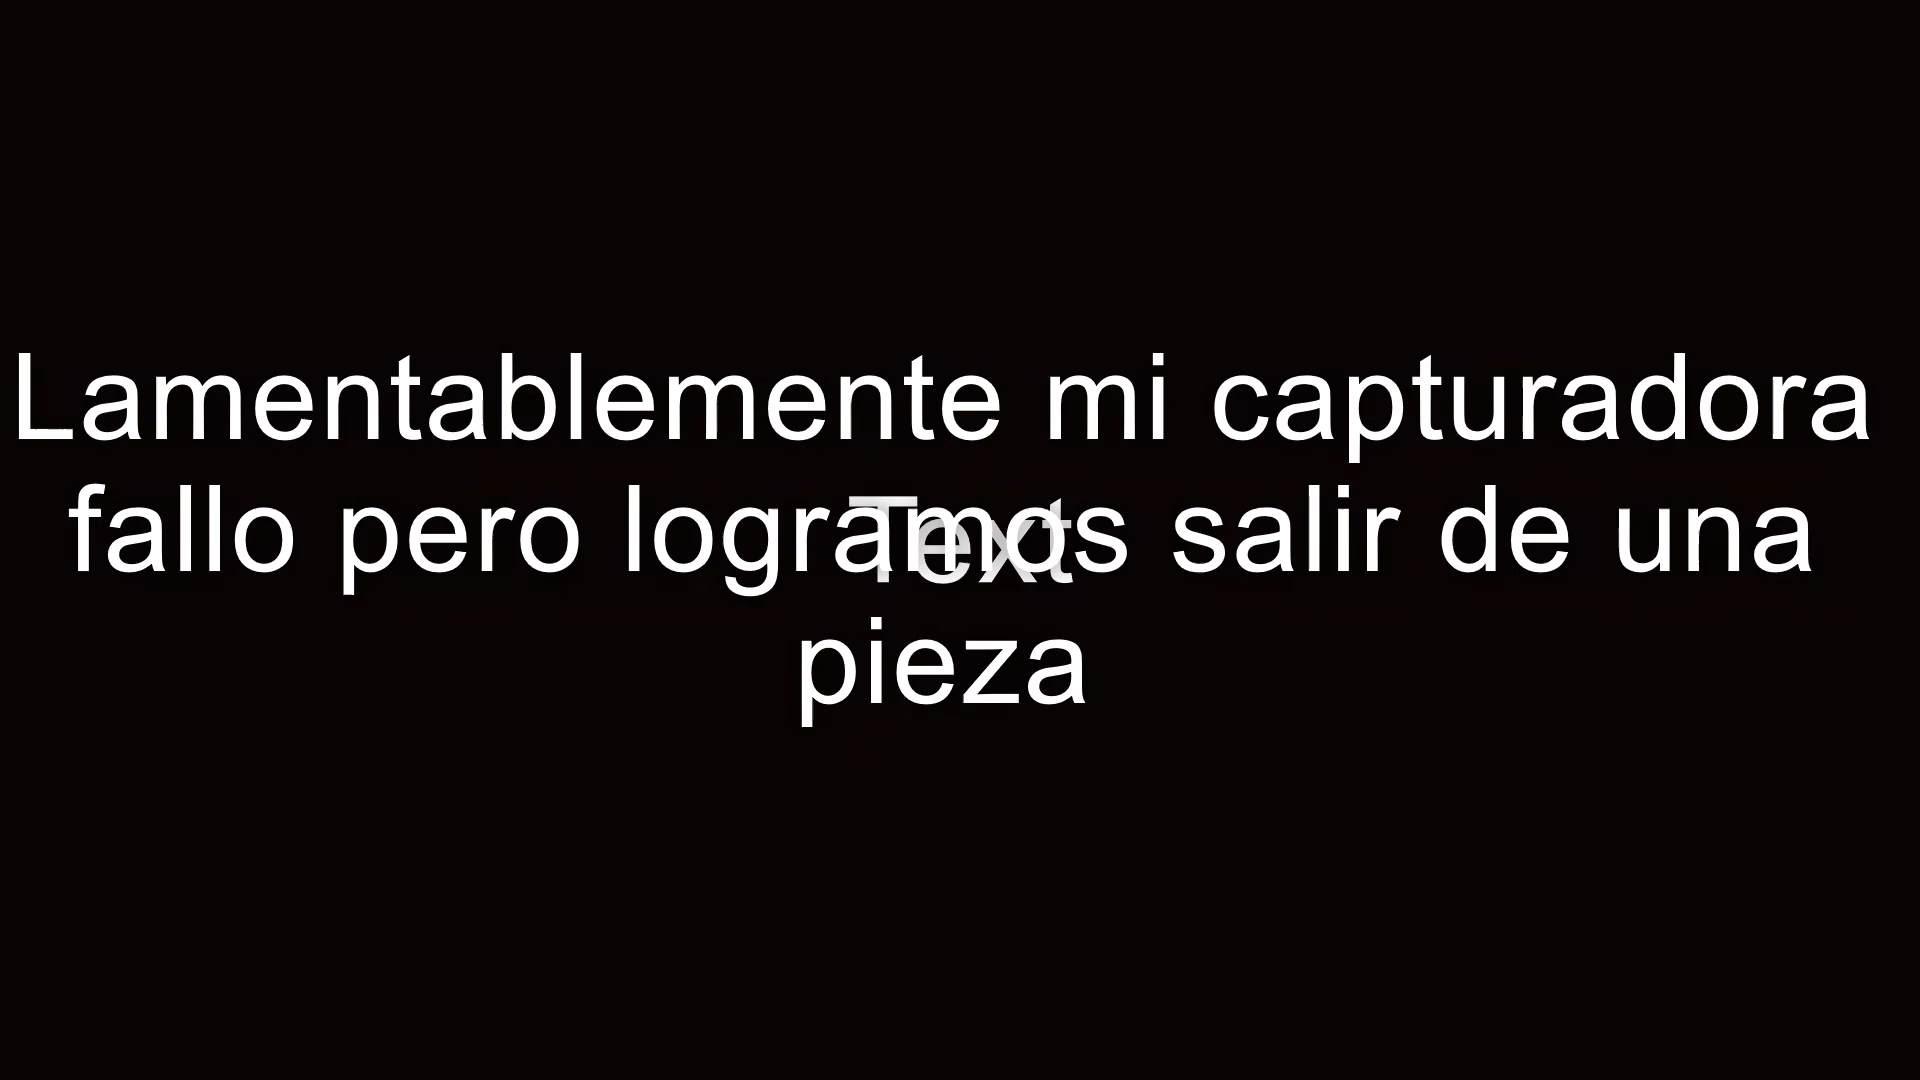 Lamentablemente mi capturadora
fallo pero logramos salir de una
Text
pieza